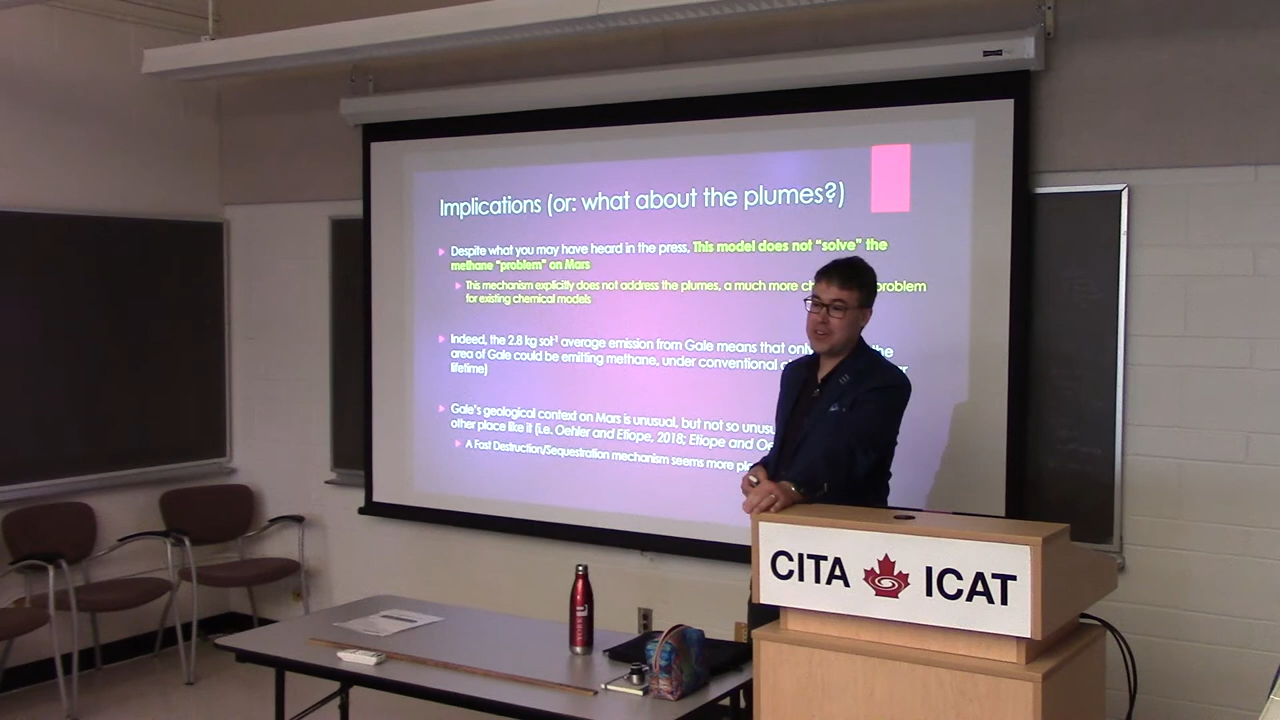 Implications (or: what about the plumes?)
Despite what you may have heard in the press, This model does not “solve” the
methane “problem” on Mars
This mechanism explicitly does not address the plumes, a much more problem
for existing chemical models
Indeed, the 2.8 kg sol-1 average emission from Gale means that only the
area of Gale could be emitting methane, under conventional
lifetime)
Gale's geological context on Mars is unusual, but not so
other place like it (i.e. Oehler and Etiope, 2018; Etiope and
A Fast Destruction/Sequestration mechanism seems more
CITA ICAT
YORK U